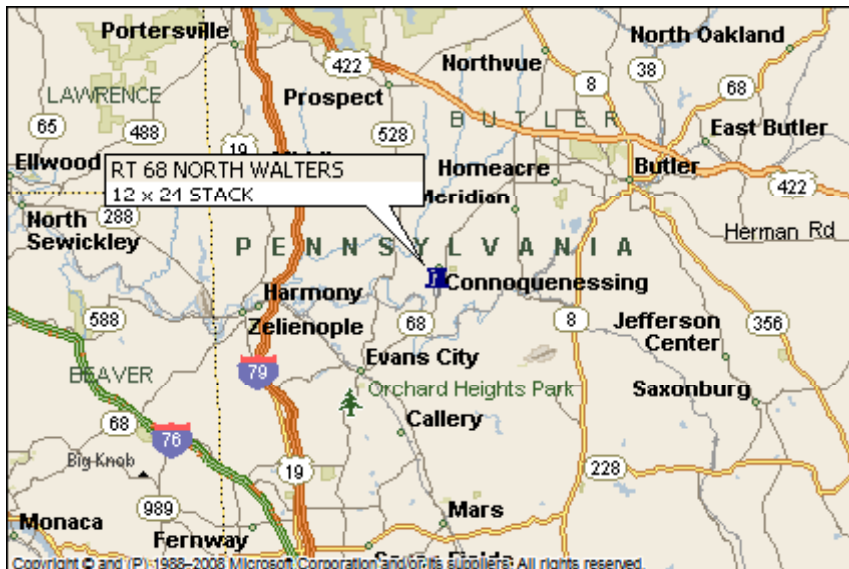 Portersville
422
Northvue
8
38
North Oakland
68
LAWRENCE
Prospect
528
BUTLER
East Butler
65
488
19
Ellwood
RT 68 NORTH WALTERS
12 x 24 STACK
Homeacre
Butler
422
Meridian
North
Sewickley
288
Herman Rd
PENNSYLVANIA
Connoquenessing
Harmony
Zelienople
588
68
8
Jefferson
Center
356
Evans City
BEAVER
79
Orchard Heights Park
Saxonburg
68
76
Callery
Big Knob
19
228
989
Mars
Monaca
Fernway
Copyright © and (P) 1988–2008 Microsoft Corporation and/or its suppliers. All rights reserved.